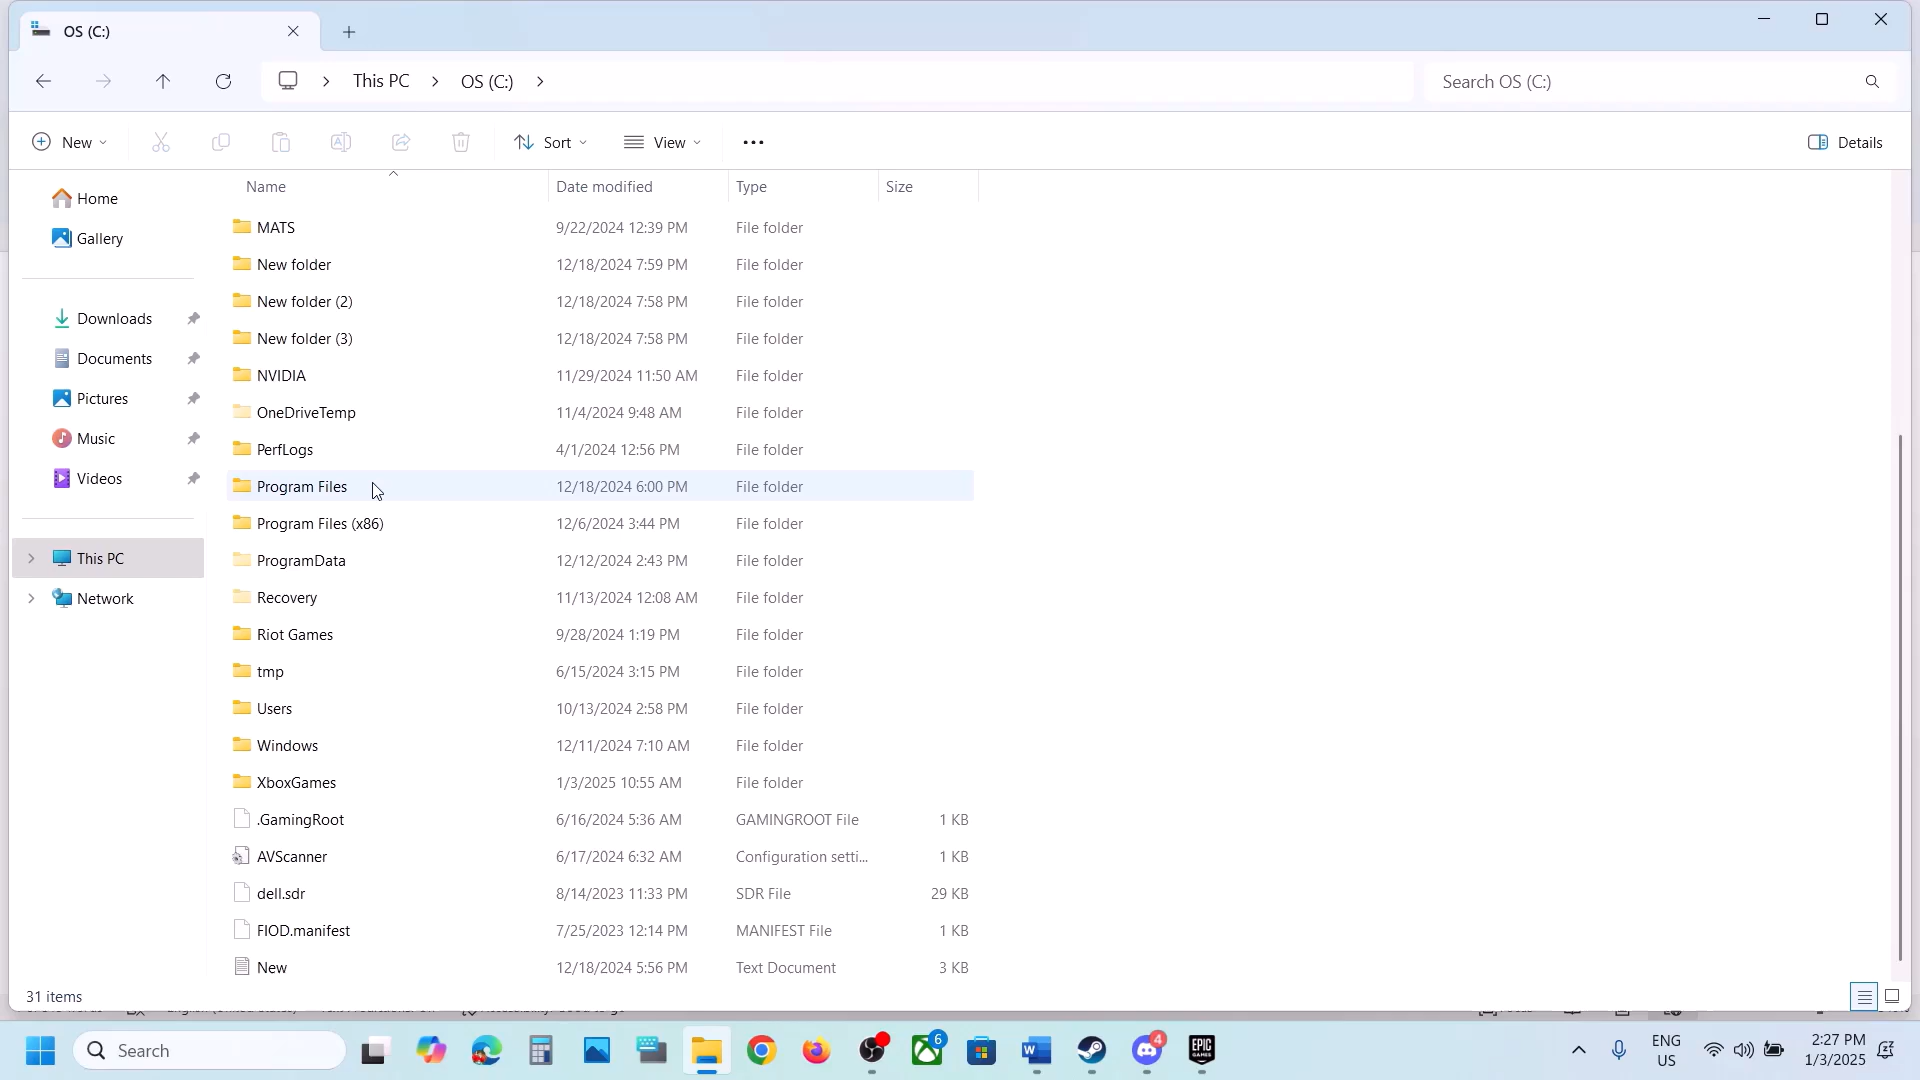 OS (C:)
This PC
OS (C:)
Search OS (C:)
New
Sort
View
Details
Name
Date modified
Type
Size
Home
Gallery
Downloads
Documents
Pictures
Music
Videos
This PC
Network
MATS 9/22/2024 12:39 PM File folder
New folder 12/18/2024 7:59 PM File folder
New folder (2) 12/18/2024 7:58 PM File folder
New folder (3) 12/18/2024 7:58 PM File folder
NVIDIA 11/29/2024 11:50 AM File folder
OneDriveTemp 11/4/2024 9:48 AM File folder
PerfLogs 4/1/2024 12:56 PM File folder
Program Files 12/18/2024 6:00 PM File folder
Program Files (x86) 12/6/2024 3:44 PM File folder
ProgramData 12/12/2024 2:43 PM File folder
Recovery 11/13/2024 12:08 AM File folder
Riot Games 9/28/2024 1:19 PM File folder
tmp 6/15/2024 3:15 PM File folder
Users 10/13/2024 2:58 PM File folder
Windows 12/11/2024 7:10 AM File folder
XboxGames 1/3/2025 10:55 AM File folder
.GamingRoot 6/16/2024 5:36 AM GAMINGROOT File 1 KB
AVScanner 6/17/2024 6:32 AM Configuration setti... 1 KB
dell.sdr 8/14/2023 11:33 PM SDR File 29 KB
FIOD.manifest 7/25/2023 12:14 PM MANIFEST File 1 KB
New 12/18/2024 5:56 PM Text Document 3 KB
31 items
Search
6
4
EPIC
GAMES
ENG
US
2:27 PM
1/3/2025